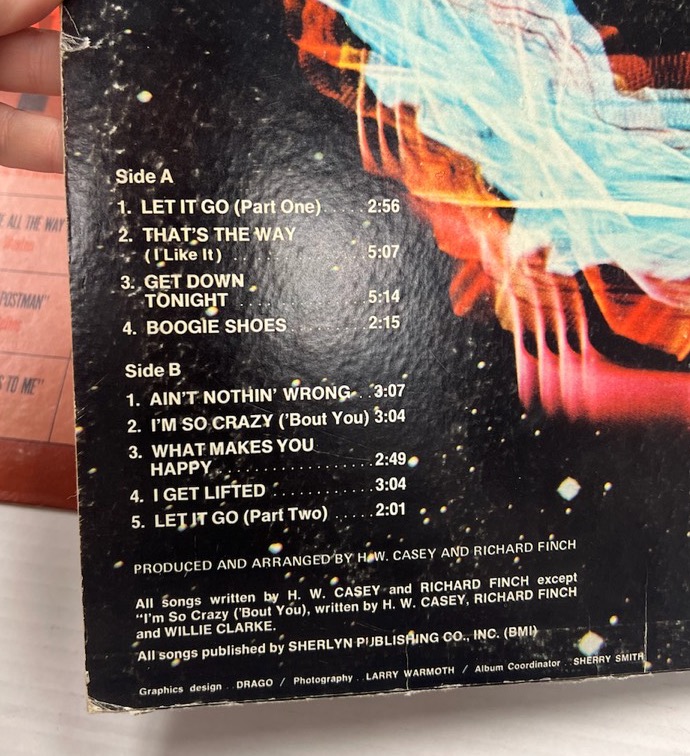 Side A
1. LET IT GO (Part One) ..... 2:56
2. THAT'S THE WAY
(I Like It) ........ 5:07
3. GET DOWN
TONIGHT ........ 5:14
4. BOOGIE SHOES ........ 2:15
Side B
1. AIN'T NOTHIN' WRONG .. 3:07
2. I'M SO CRAZY ('Bout You) 3:04
3. WHAT MAKES YOU
HAPPY ........ 2:49
4. I GET LIFTED ........ 3:04
5. LET IT GO (Part Two) ..... 2:01
PRODUCED AND ARRANGED BY H. W. CASEY AND RICHARD FINCH
All songs written by H. W. CASEY and RICHARD FINCH except
"I'm So Crazy ('Bout You), written by H. W. CASEY, RICHARD FINCH
and WILLIE CLARKE.
All songs published by SHERLYN PUBLISHING CO., INC. (BMI)
Graphics design .. DRAGO / Photography .. LARRY WARMOTH / Album Coordinator .. SHERRY SMITH
ALL THE WAY
POSTMAN"
TO ME"